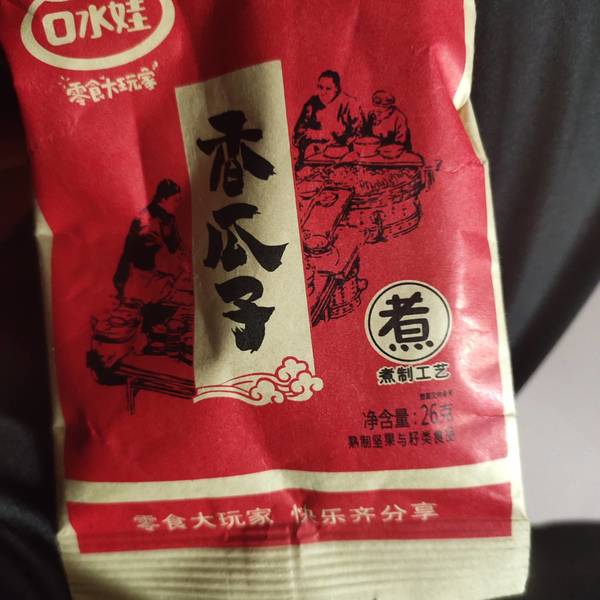 口水娃
零食大玩家
香瓜子
煮
煮制工艺
净含量:26克
熟制坚果与籽类食品
零食大玩家 快乐齐分享